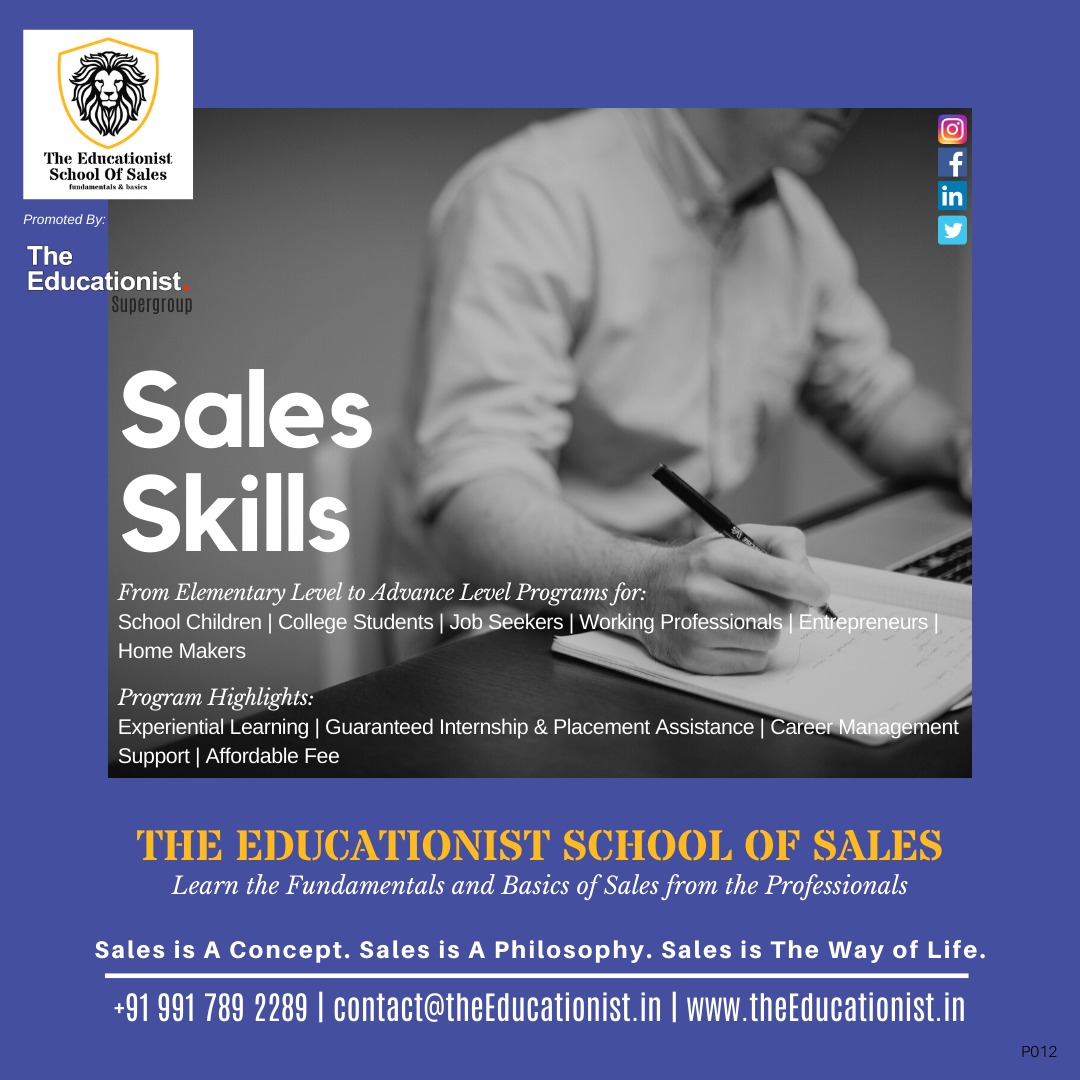 The Educationist
School Of Sales
fundamentals & basics
Promoted By:
The
Educationist.
Supergroup
Sales
Skills
From Elementary Level to Advance Level Programs for:
School Children | College Students | Job Seekers | Working Professionals | Entrepreneurs |
Home Makers
Program Highlights:
Experiential Learning | Guaranteed Internship & Placement Assistance | Career Management
Support | Affordable Fee
THE EDUCATIONIST SCHOOL OF SALES
Learn the Fundamentals and Basics of Sales from the Professionals
Sales is A Concept. Sales is A Philosophy. Sales is The Way of Life.
+91 991 789 2289 | contact@theEducationist.in | www.theEducationist.in
P012